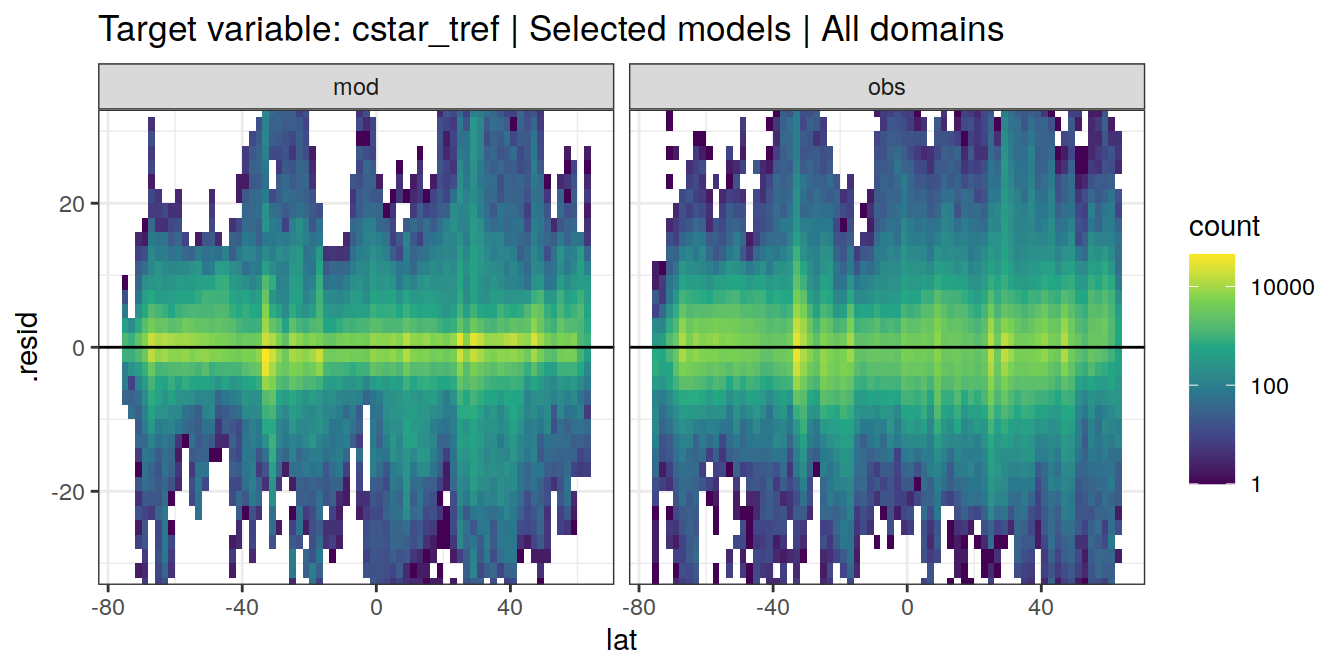 Target variable: cstar_tref | Selected models | All domains
mod
obs
.resid
20
0
-20
-80
-40
0
40
-80
-40
0
40
lat
count
10000
100
1